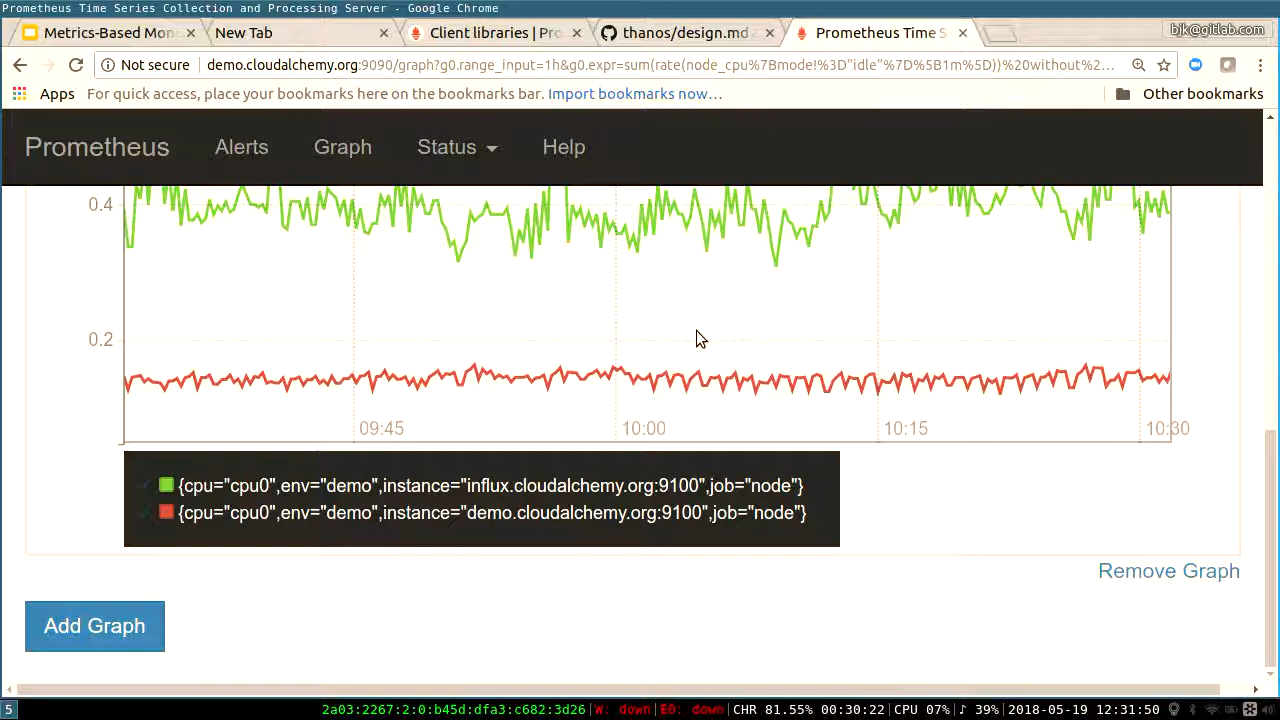 Prometheus Time Series Collection and Processing Server - Google Chrome
Metrics-Based Mon
New Tab
Client libraries | Pro
thanos/design.md
Prometheus Time S
bjk@gitlab.com
Not secure
demo.cloudalchemy.org:9090/graph?g0.range_input=1h&g0.expr=sum(rate(node_cpu%7Bmode!%3D"idle"%7D%5B1m%5D))%20without%2...
Apps
For quick access, place your bookmarks here on the bookmarks bar. Import bookmarks now...
Other bookmarks
Prometheus
Alerts
Graph
Status
Help
0.4
0.2
09:45
10:00
10:15
10:30
{cpu="cpu0",env="demo",instance="influx.cloudalchemy.org:9100",job="node"}
{cpu="cpu0",env="demo",instance="demo.cloudalchemy.org:9100",job="node"}
Remove Graph
Add Graph
5
2a03:2267:2:0:b45d:dfa3:c682:3d26|W: down|E0: down|CHR 81.55% 00:30:22|CPU 07%|♪ 39%|2018-05-19 12:31:50